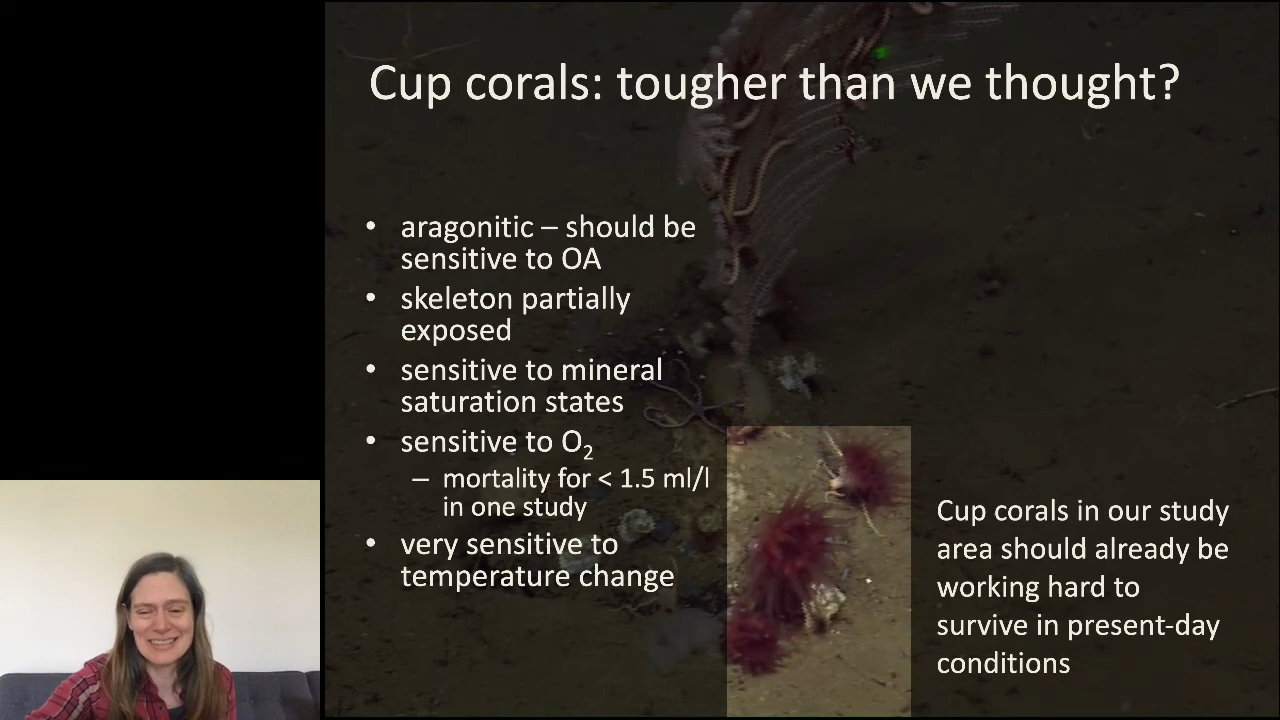 Cup corals: tougher than we thought?
• aragonitic – should be
sensitive to OA
• skeleton partially
exposed
• sensitive to mineral
saturation states
• sensitive to O₂
– mortality for < 1.5 ml/l
in one study
• very sensitive to
temperature change
Cup corals in our study
area should already be
working hard to
survive in present-day
conditions